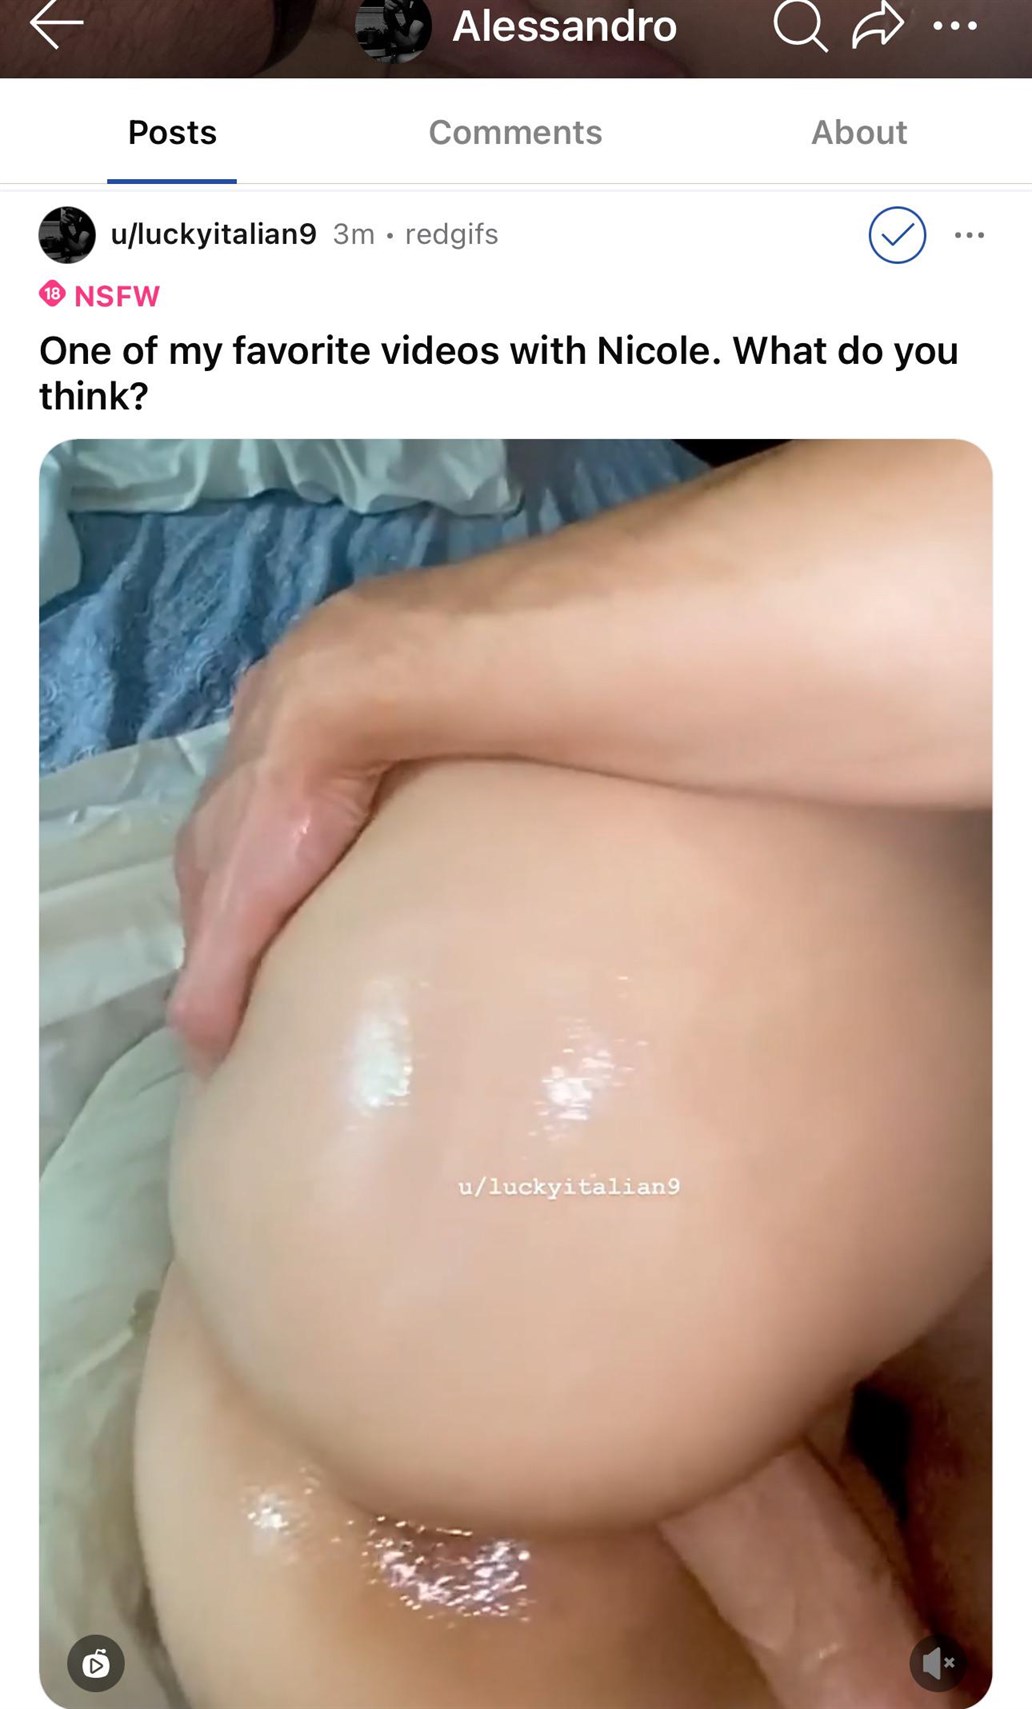 Alessandro
Posts Comments About
u/luckyitalian9 3m • redgifs
18 NSFW
One of my favorite videos with Nicole. What do you
think?
u/luckyitalian9